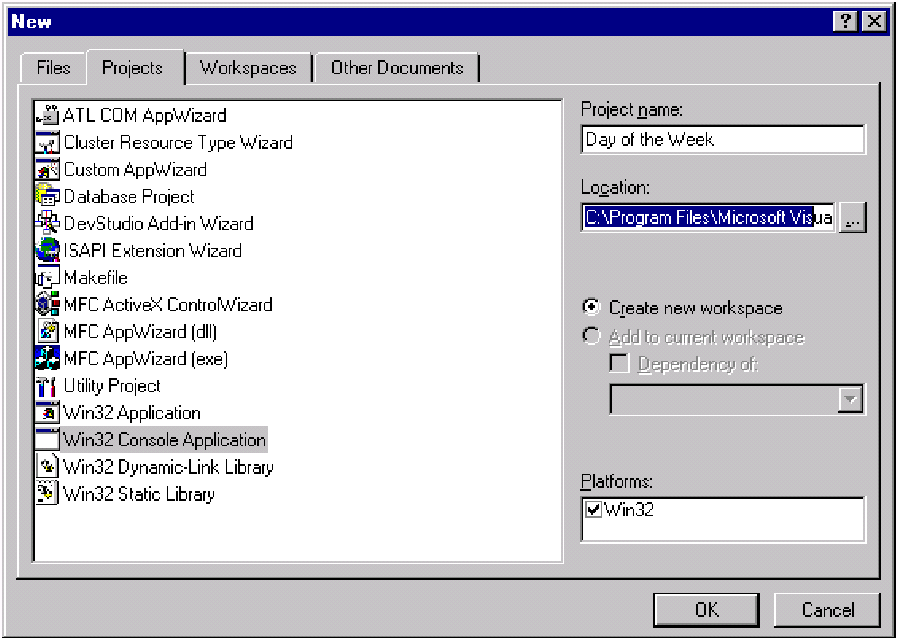 New
Files Projects Workspaces Other Documents
ATL COM AppWizard
Cluster Resource Type Wizard
Custom AppWizard
Database Project
DevStudio Add-in Wizard
ISAPI Extension Wizard
Makefile
MFC ActiveX ControlWizard
MFC AppWizard (dll)
MFC AppWizard (exe)
Utility Project
Win32 Application
Win32 Console Application
Win32 Dynamic-Link Library
Win32 Static Library
Project name:
Day of the Week
Location:
C:\Program Files\Microsoft Visua ...
Create new workspace
Add to current workspace
Dependency of:
Platforms:
Win32
OK Cancel